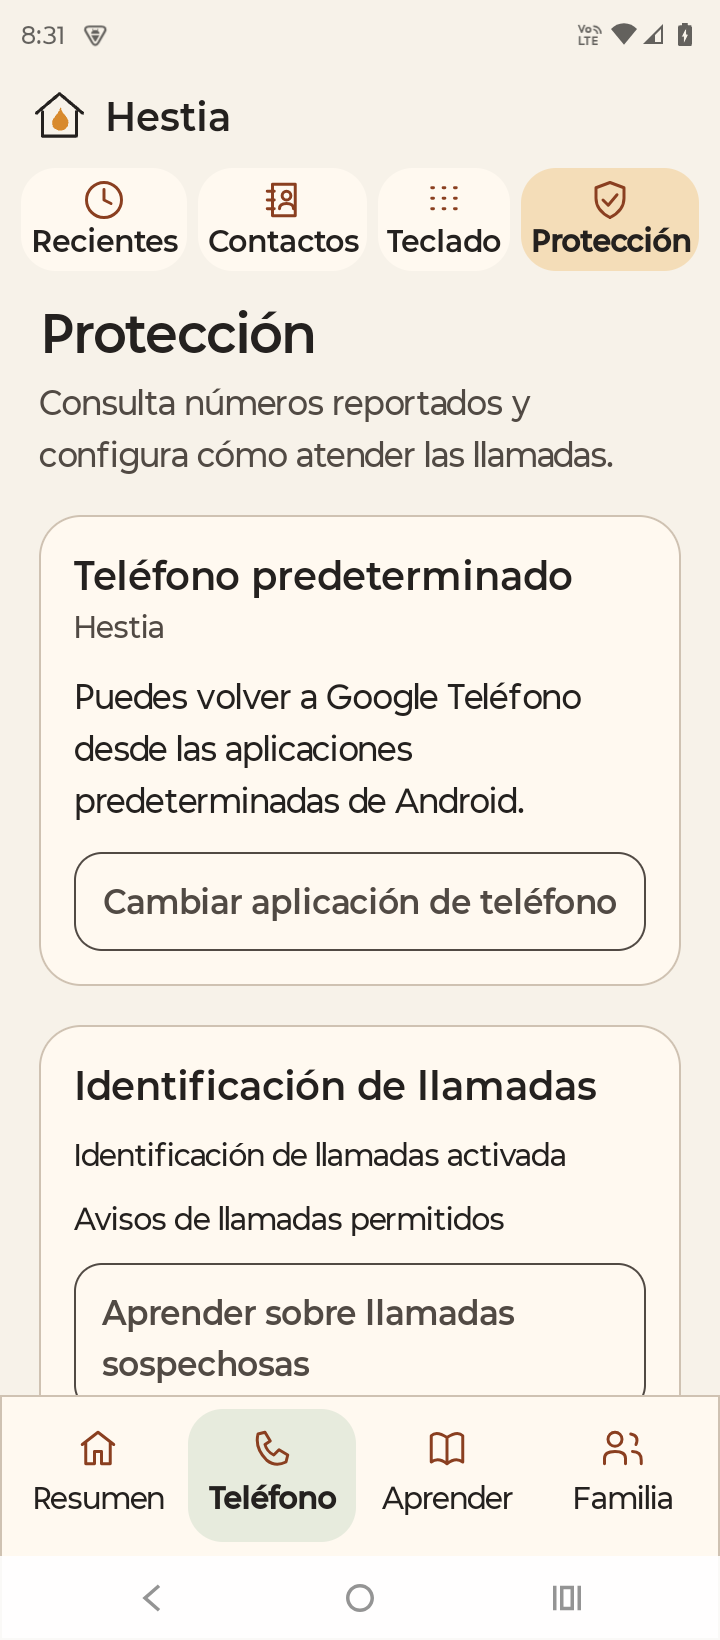 8:31
Vo
LTE
Hestia
Recientes
Contactos
Teclado
Protección
Protección
Consulta números reportados y
configura cómo atender las llamadas.
Teléfono predeterminado
Hestia
Puedes volver a Google Teléfono
desde las aplicaciones
predeterminadas de Android.
Cambiar aplicación de teléfono
Identificación de llamadas
Identificación de llamadas activada
Avisos de llamadas permitidos
Aprender sobre llamadas
sospechosas
Resumen
Teléfono
Aprender
Familia